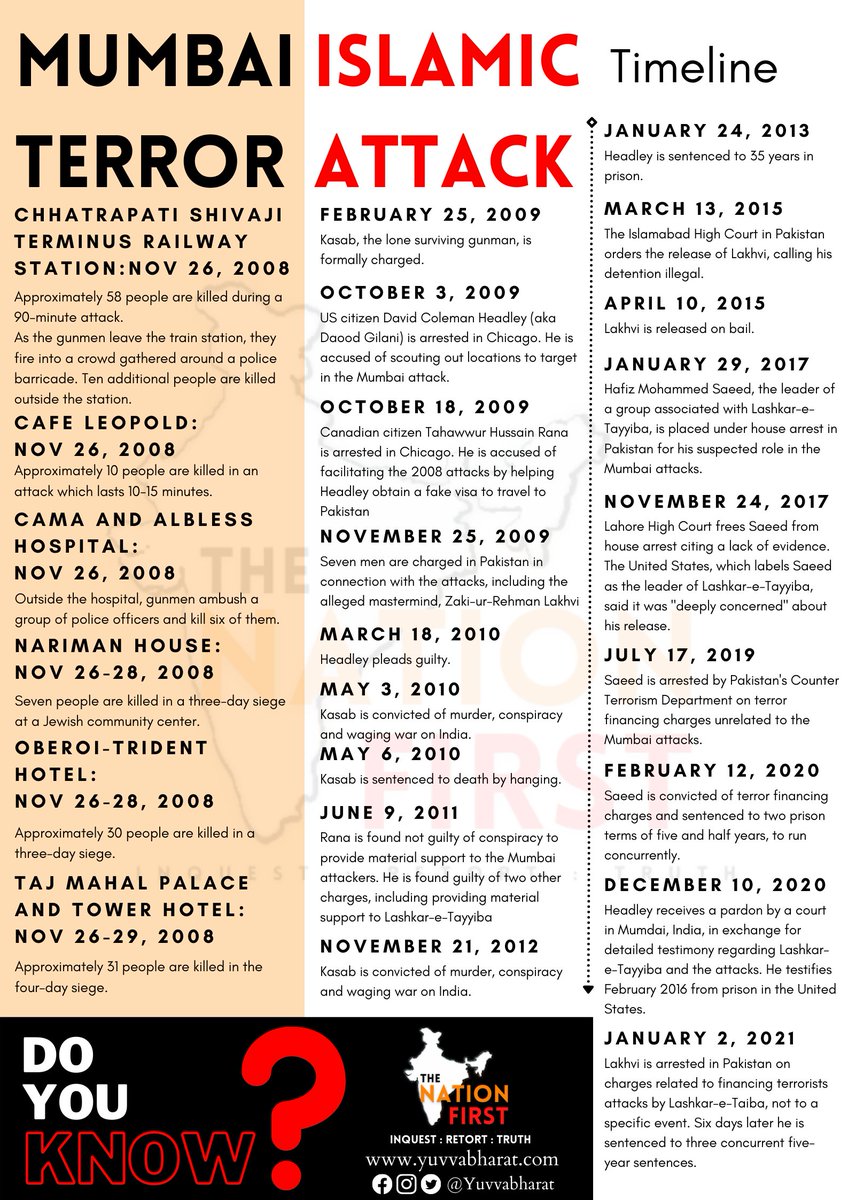 MUMBAI ISLAMIC
TERROR ATTACK
Timeline
CHHATRAPATI SHIVAJI
TERMINUS RAILWAY
STATION:NOV 26, 2008
Approximately 58 people are killed during a
90-minute attack.
As the gunmen leave the train station, they
fire into a crowd gathered around a police
barricade. Ten additional people are killed
outside the station.
CAFE LEOPOLD:
NOV 26, 2008
Approximately 10 people are killed in an
attack which lasts 10-15 minutes.
CAMA AND ALBLESS
HOSPITAL:
NOV 26, 2008
Outside the hospital, gunmen ambush a
group of police officers and kill six of them.
NARIMAN HOUSE:
NOV 26-28, 2008
Seven people are killed in a three-day siege
at a Jewish community center.
OBEROI-TRIDENT
HOTEL:
NOV 26-28, 2008
Approximately 30 people are killed in a
three-day siege.
TAJ MAHAL PALACE
AND TOWER HOTEL:
NOV 26-29, 2008
Approximately 31 people are killed in the
four-day siege.
FEBRUARY 25, 2009
Kasab, the lone surviving gunman, is
formally charged.
OCTOBER 3, 2009
US citizen David Coleman Headley (aka
Daood Gilani) is arrested in Chicago. He is
accused of scouting out locations to target
in the Mumbai attack.
OCTOBER 18, 2009
Canadian citizen Tahawwur Hussain Rana
is arrested in Chicago. He is accused of
facilitating the 2008 attacks by helping
Headley obtain a fake visa to travel to
Pakistan
NOVEMBER 25, 2009
Seven men are charged in Pakistan in
connection with the attacks, including the
alleged mastermind, Zaki-ur-Rehman Lakhvi
MARCH 18, 2010
Headley pleads guilty.
MAY 3, 2010
Kasab is convicted of murder, conspiracy
and waging war on India.
MAY 6, 2010
Kasab is sentenced to death by hanging.
JUNE 9, 2011
Rana is found not guilty of conspiracy to
provide material support to the Mumbai
attackers. He is found guilty of two other
charges, including providing material
support to Lashkar-e-Tayyiba
NOVEMBER 21, 2012
Kasab is convicted of murder, conspiracy
and waging war on India.
JANUARY 24, 2013
Headley is sentenced to 35 years in
prison.
MARCH 13, 2015
The Islamabad High Court in Pakistan
orders the release of Lakhvi, calling his
detention illegal.
APRIL 10, 2015
Lakhvi is released on bail.
JANUARY 29, 2017
Hafiz Mohammed Saeed, the leader of
a group associated with Lashkar-e-
Tayyiba, is placed under house arrest in
Pakistan for his suspected role in the
Mumbai attacks.
NOVEMBER 24, 2017
Lahore High Court frees Saeed from
house arrest citing a lack of evidence.
The United States, which labels Saeed
as the leader of Lashkar-e-Tayyiba,
said it was "deeply concerned" about
his release.
JULY 17, 2019
Saeed is arrested by Pakistan's Counter
Terrorism Department on terror
financing charges unrelated to the
Mumbai attacks.
FEBRUARY 12, 2020
Saeed is convicted of terror financing
charges and sentenced to two prison
terms of five and half years, to run
concurrently.
DECEMBER 10, 2020
Headley receives a pardon by a court
in Mumdai, India, in exchange for
detailed testimony regarding Lashkar-
e-Tayyiba and the attacks. He testifies
February 2016 from prison in the United
States.
JANUARY 2, 2021
Lakhvi is arrested in Pakistan on
charges related to financing terrorists
attacks by Lashkar-e-Taiba, not to a
specific event. Six days later he is
sentenced to three concurrent five-
year sentences.
THE
NATION
FIRST
INQUEST : RETORT : TRUTH
DO
YOU
KNOW?
THE
NATION
FIRST
INQUEST : RETORT : TRUTH
www.yuvvabharat.com
@Yuvvabharat